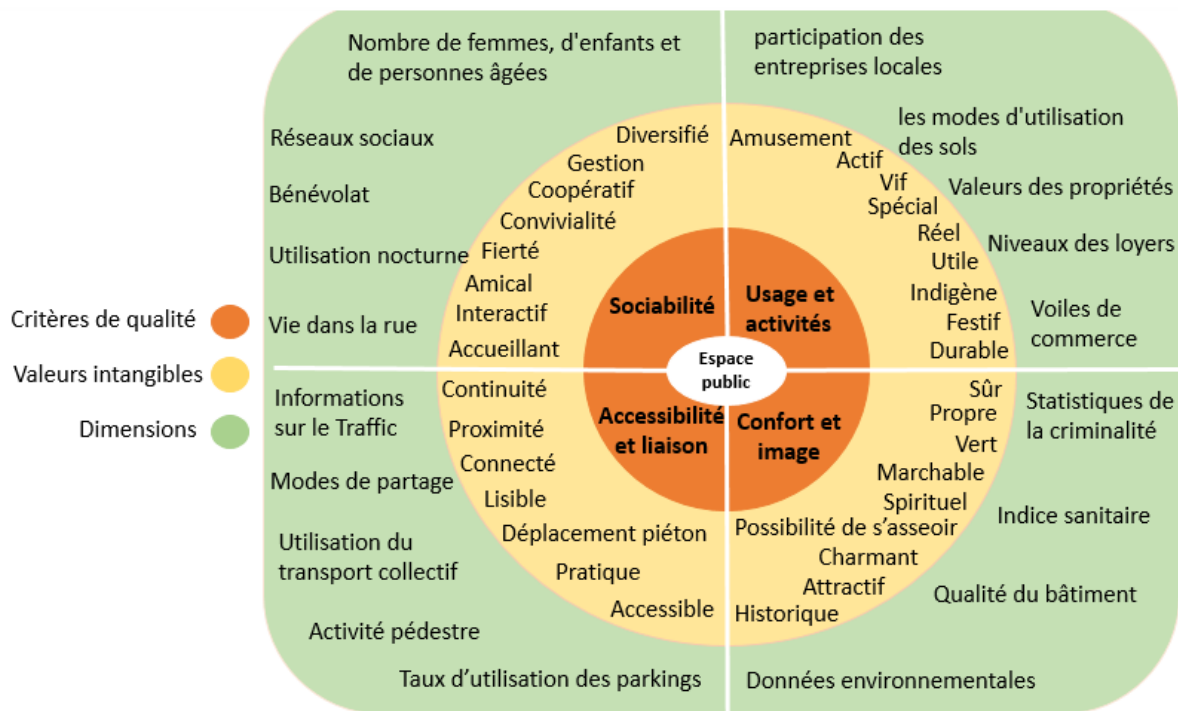 Nombre de femmes, d'enfants et
de personnes âgées
Réseaux sociaux
Bénévolat
Utilisation nocturne
Vie dans la rue
Diversifié
Gestion
Coopératif
Convivialité
Fierté
Amical
Interactif
Accueillant
Sociabilité
participation des
entreprises locales
les modes d'utilisation
des sols
Valeurs des propriétés
Niveaux des loyers
Voiles de
commerce
Amusement
Actif
Vif
Spécial
Réel
Utile
Indigène
Festif
Durable
Usage et
activités
Espace
public
Critères de qualité
Valeurs intangibles
Dimensions
Informations
sur le Traffic
Modes de partage
Utilisation du
transport collectif
Activité pédestre
Taux d’utilisation des parkings
Continuité
Proximité
Connecté
Lisible
Déplacement piéton
Pratique
Accessible
Accessibilité
et liaison
Confort et
image
Sûr
Propre
Vert
Marchable
Spirituel
Possibilité de s’asseoir
Charmant
Attractif
Historique
Statistiques de
la criminalité
Indice sanitaire
Qualité du bâtiment
Données environnementales